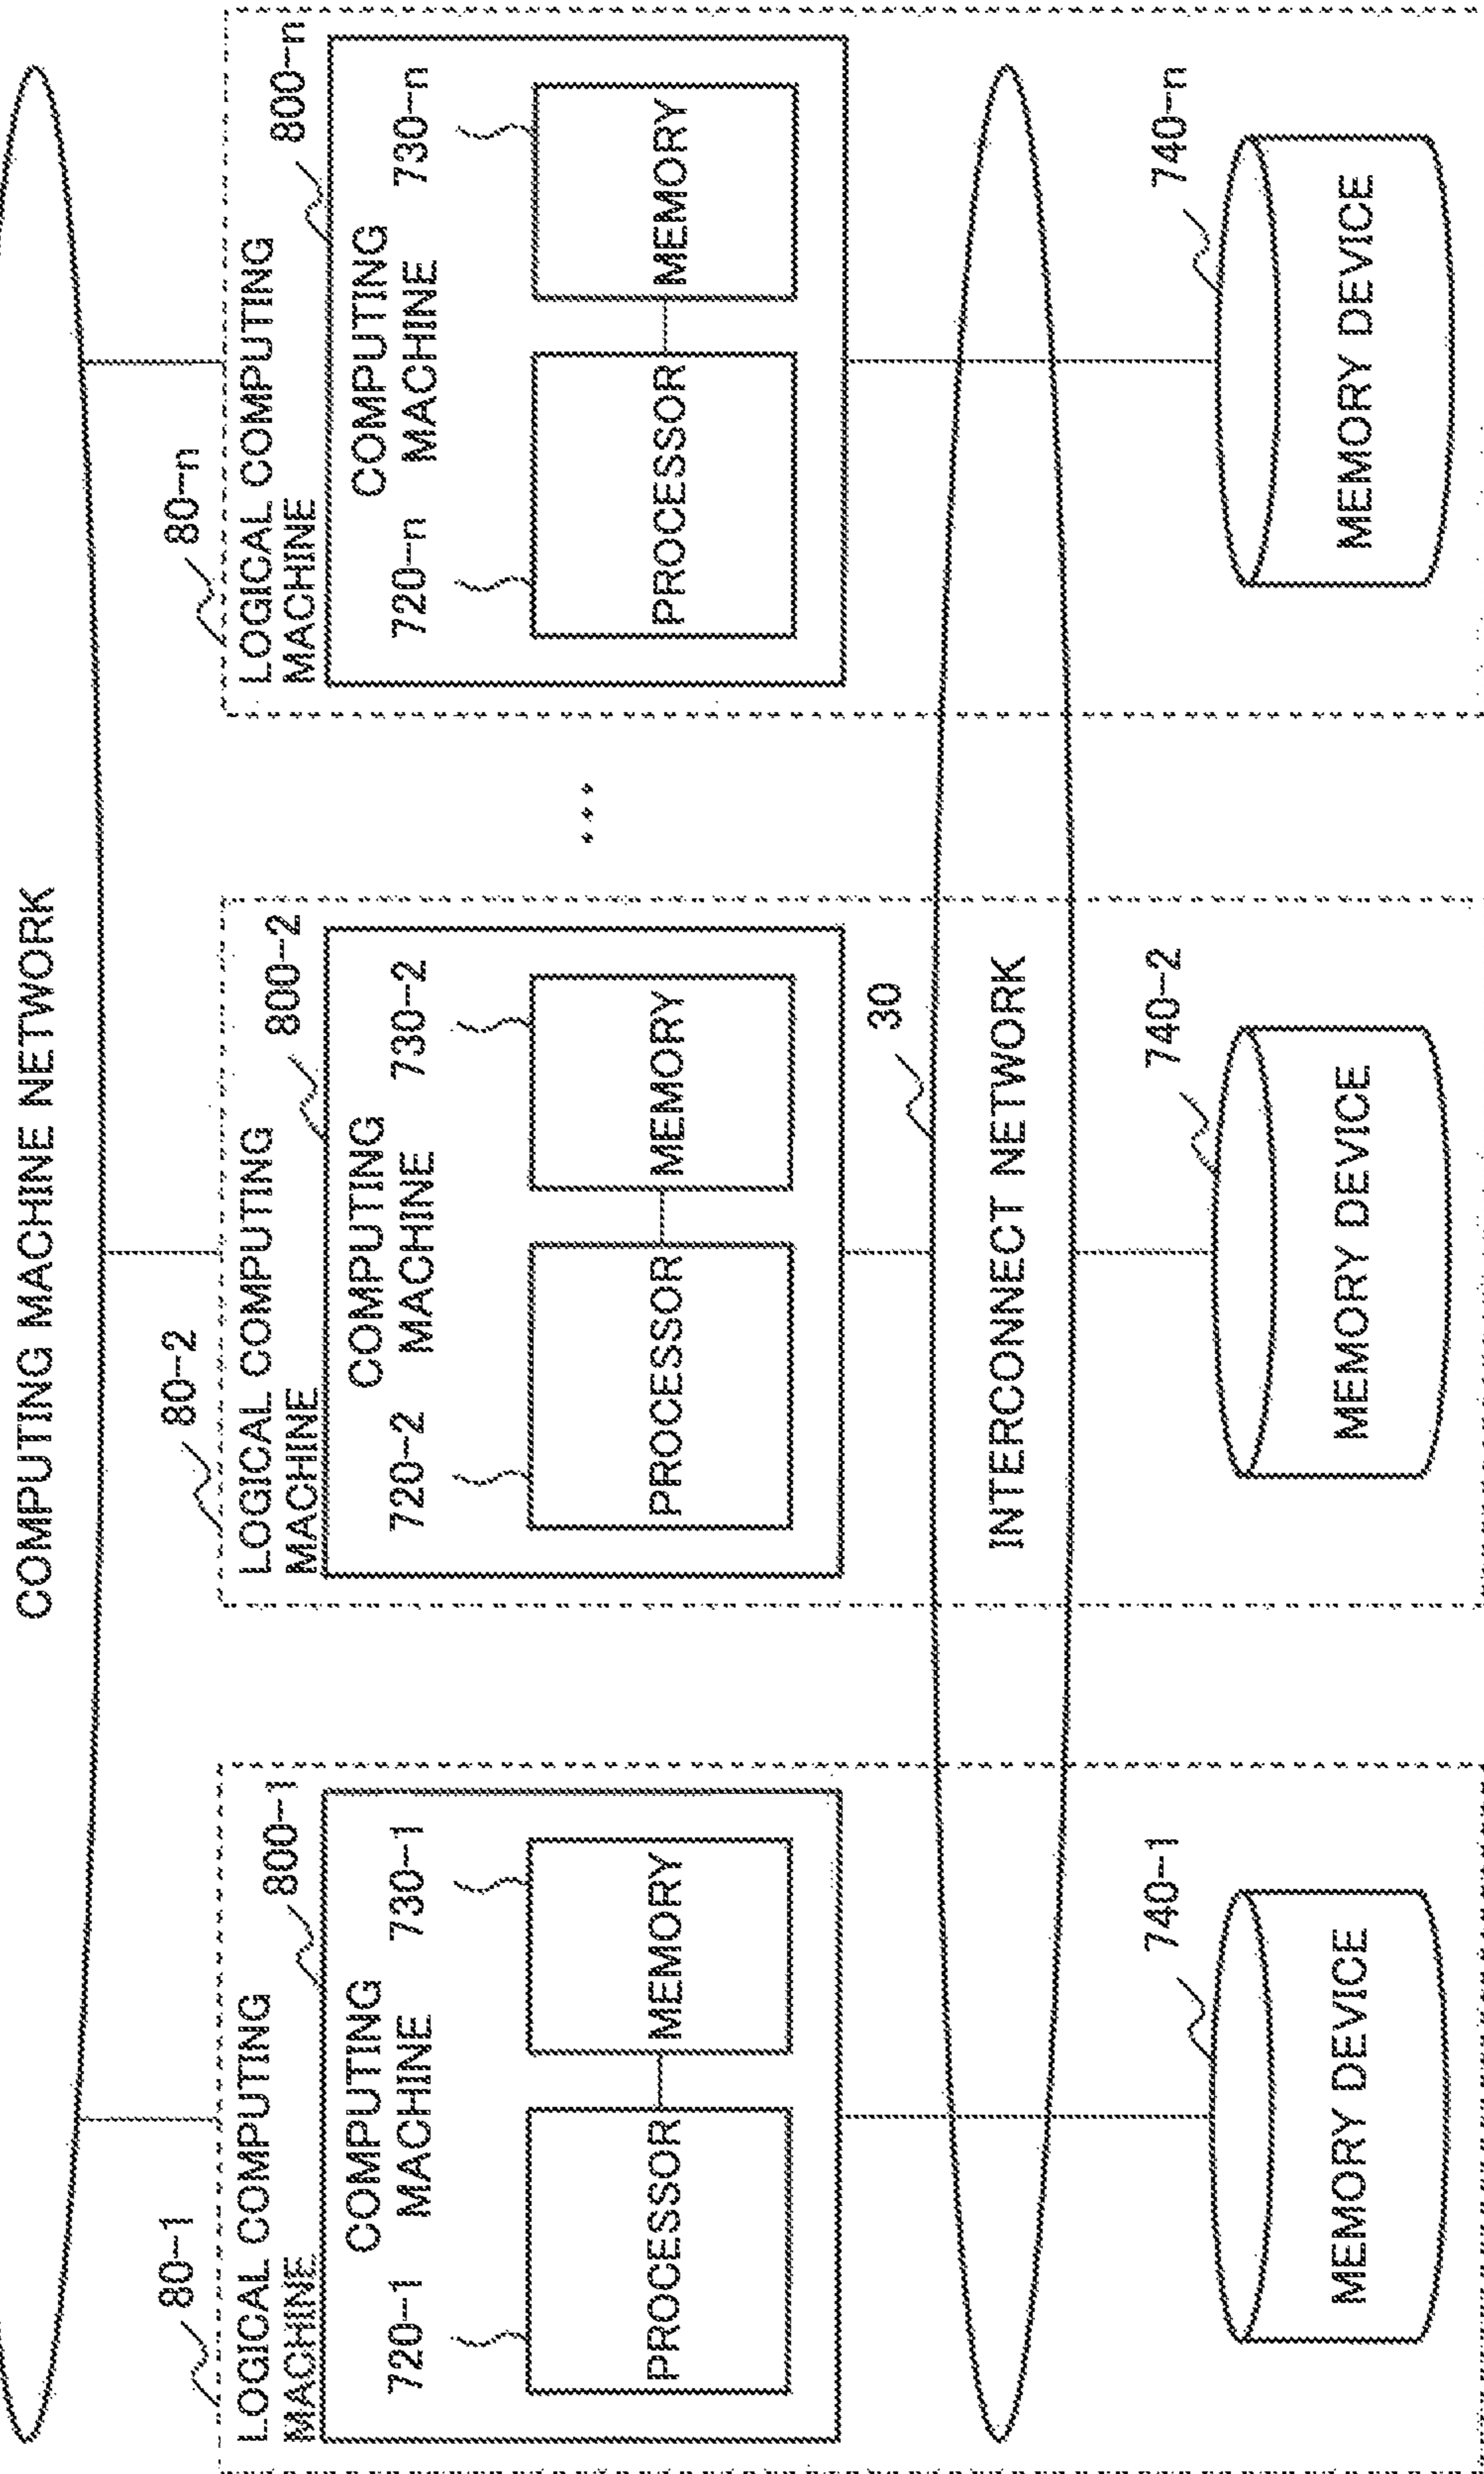 COMPUTING MACHINE NETWORK
80-1
LOGICAL COMPUTING
MACHINE
800-1
COMPUTING
MACHINE
720-1
730-1
PROCESSOR
MEMORY
80-2
LOGICAL COMPUTING
MACHINE
800-2
COMPUTING
MACHINE
720-2
730-2
PROCESSOR
MEMORY
...
80-n
LOGICAL COMPUTING
MACHINE
800-n
COMPUTING
MACHINE
720-n
730-n
PROCESSOR
MEMORY
30
INTERCONNECT NETWORK
740-1
MEMORY DEVICE
740-2
MEMORY DEVICE
740-n
MEMORY DEVICE